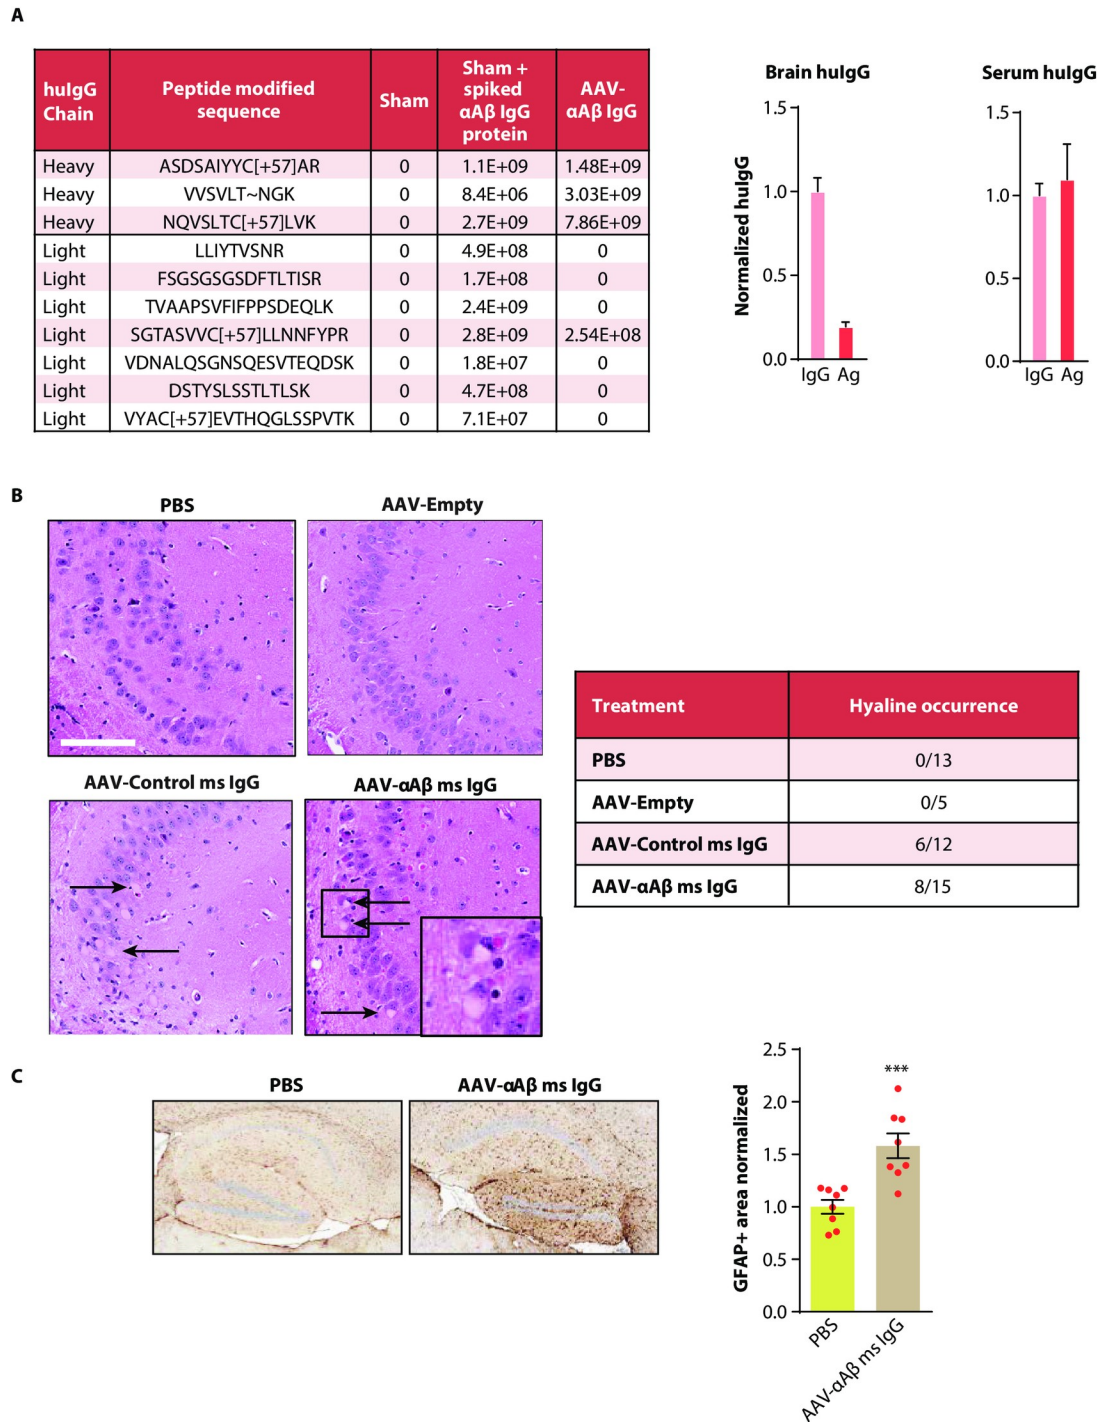 A
huIgG Chain | Peptide modified sequence | Sham | Sham + spiked αAβ IgG protein | AAV-αAβ IgG
Heavy | ASDSAIYYC[+57]AR | 0 | 1.1E+09 | 1.48E+09
Heavy | VVSVLT~NGK | 0 | 8.4E+06 | 3.03E+09
Heavy | NQVSLTC[+57]LVK | 0 | 2.7E+09 | 7.86E+09
Light | LLIYTVSNR | 0 | 4.9E+08 | 0
Light | FSGSGSGSDFTLTISR | 0 | 1.7E+08 | 0
Light | TVAAPSVFIFPPSDEQLK | 0 | 2.4E+09 | 0
Light | SGTASVVC[+57]LLNNFYPR | 0 | 2.8E+09 | 2.54E+08
Light | VDNALQSGNSQESVTEQDSK | 0 | 1.8E+07 | 0
Light | DSTYSLSSTLTLSK | 0 | 4.7E+08 | 0
Light | VYAC[+57]EVTHQGLSSPVTK | 0 | 7.1E+07 | 0
Brain huIgG
Normalized huIgG
1.5
1.0
0.5
0.0
IgG Ag
Serum huIgG
1.5
1.0
0.5
0.0
IgG Ag
B
PBS
AAV-Empty
AAV-Control ms IgG
AAV-αAβ ms IgG
Treatment | Hyaline occurrence
PBS | 0/13
AAV-Empty | 0/5
AAV-Control ms IgG | 6/12
AAV-αAβ ms IgG | 8/15
C
PBS
AAV-αAβ ms IgG
GFAP+ area normalized
2.5
2.0
1.5
1.0
0.5
0.0
***
PBS
AAV-αAβ ms IgG